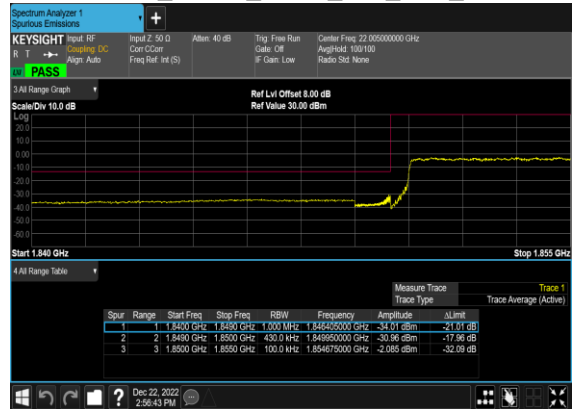 Spectrum Analyzer 1
Spurious Emissions
+
KEYSIGHT Input: RF Input Z: 50 Ω Atten: 40 dB Trig: Free Run Center Freq: 22.005000000 GHz
R T Coupling: DC Corr CCorr Gate: Off Avg|Hold: 100/100
Align: Auto Freq Ref: Int (S) IF Gain: Low Radio Std: None
PASS
3 All Range Graph
Ref Lvl Offset 8.00 dB
Scale/Div 10.0 dB Ref Value 30.00 dBm
Log
20.0
10.0
0.00
-10.0
-20.0
-30.0
-40.0
-50.0
-60.0
Start 1.840 GHz Stop 1.855 GHz
4 All Range Table
Measure Trace Trace 1
Trace Type Trace Average (Active)
Spur Range Start Freq Stop Freq RBW Frequency Amplitude ΔLimit
1 1 1.8400 GHz 1.8490 GHz 1.000 MHz 1.846405000 GHz -34.01 dBm -21.01 dB
2 2 1.8490 GHz 1.8500 GHz 430.0 kHz 1.849950000 GHz -30.96 dBm -17.96 dB
3 3 1.8500 GHz 1.8550 GHz 100.0 kHz 1.854675000 GHz -2.085 dBm -32.09 dB
? Dec 22, 2022
2:56:43 PM